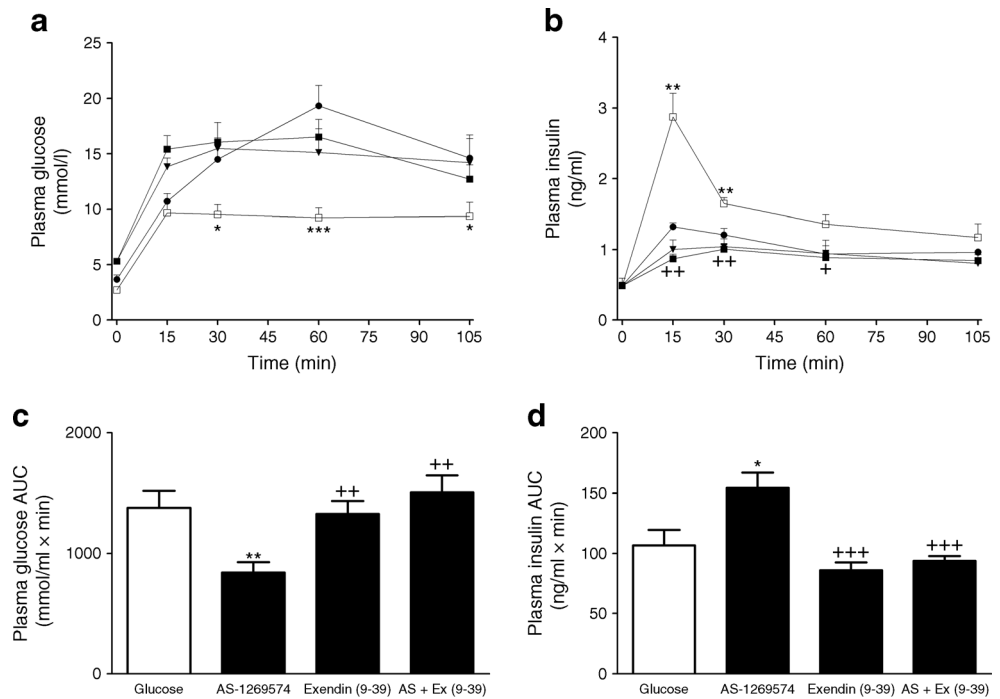 a
25
20
15
10
5
0
Plasma glucose
(mmol/l)
*
***
*
0 15 30 45 60 75 90 105
Time (min)
b
4
3
2
1
0
Plasma insulin
(ng/ml)
**
**
++
++
+
0 15 30 45 60 75 90 105
Time (min)
c
2000
1000
0
Plasma glucose AUC
(mmol/ml × min)
**
++
++
Glucose AS-1269574 Exendin (9-39) AS + Ex (9-39)
d
200
150
100
50
0
Plasma insulin AUC
(ng/ml × min)
*
+++
+++
Glucose AS-1269574 Exendin (9-39) AS + Ex (9-39)